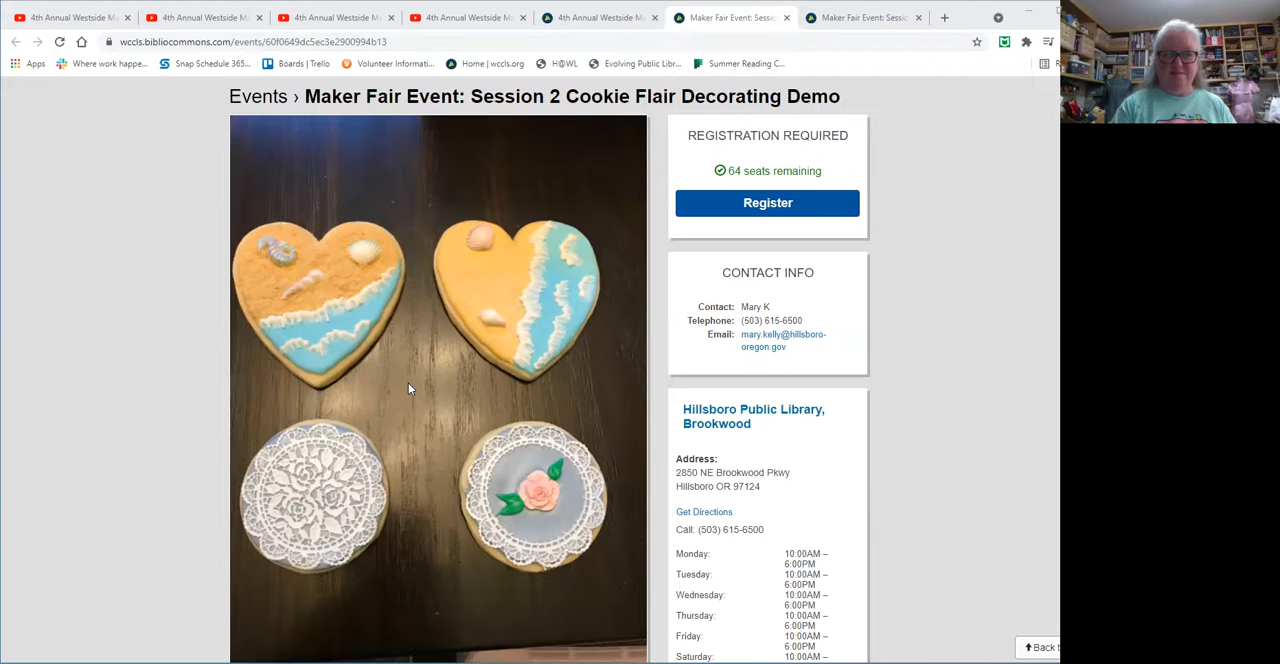 4th Annual Westside Ma
4th Annual Westside Ma
4th Annual Westside Ma
4th Annual Westside Ma
4th Annual Westside Ma
Maker Fair Event: Sessi
Maker Fair Event: Sessi
wccls.bibliocommons.com/events/60f0649dc5ec3e2900994b13
Apps
Where work happe...
Snap Schedule 365...
Boards | Trello
Volunteer Informati...
Home | wccls.org
H@WL
Evolving Public Libr...
Summer Reading C...
Events › Maker Fair Event: Session 2 Cookie Flair Decorating Demo
REGISTRATION REQUIRED
64 seats remaining
Register
CONTACT INFO
Contact: Mary K
Telephone: (503) 615-6500
Email: mary.kelly@hillsboro-
oregon.gov
Hillsboro Public Library,
Brookwood
Address:
2850 NE Brookwood Pkwy
Hillsboro OR 97124
Get Directions
Call: (503) 615-6500
Monday: 10:00AM –
6:00PM
Tuesday: 10:00AM –
6:00PM
Wednesday: 10:00AM –
6:00PM
Thursday: 10:00AM –
6:00PM
Friday: 10:00AM –
6:00PM
Saturday: 10:00AM –
Back t